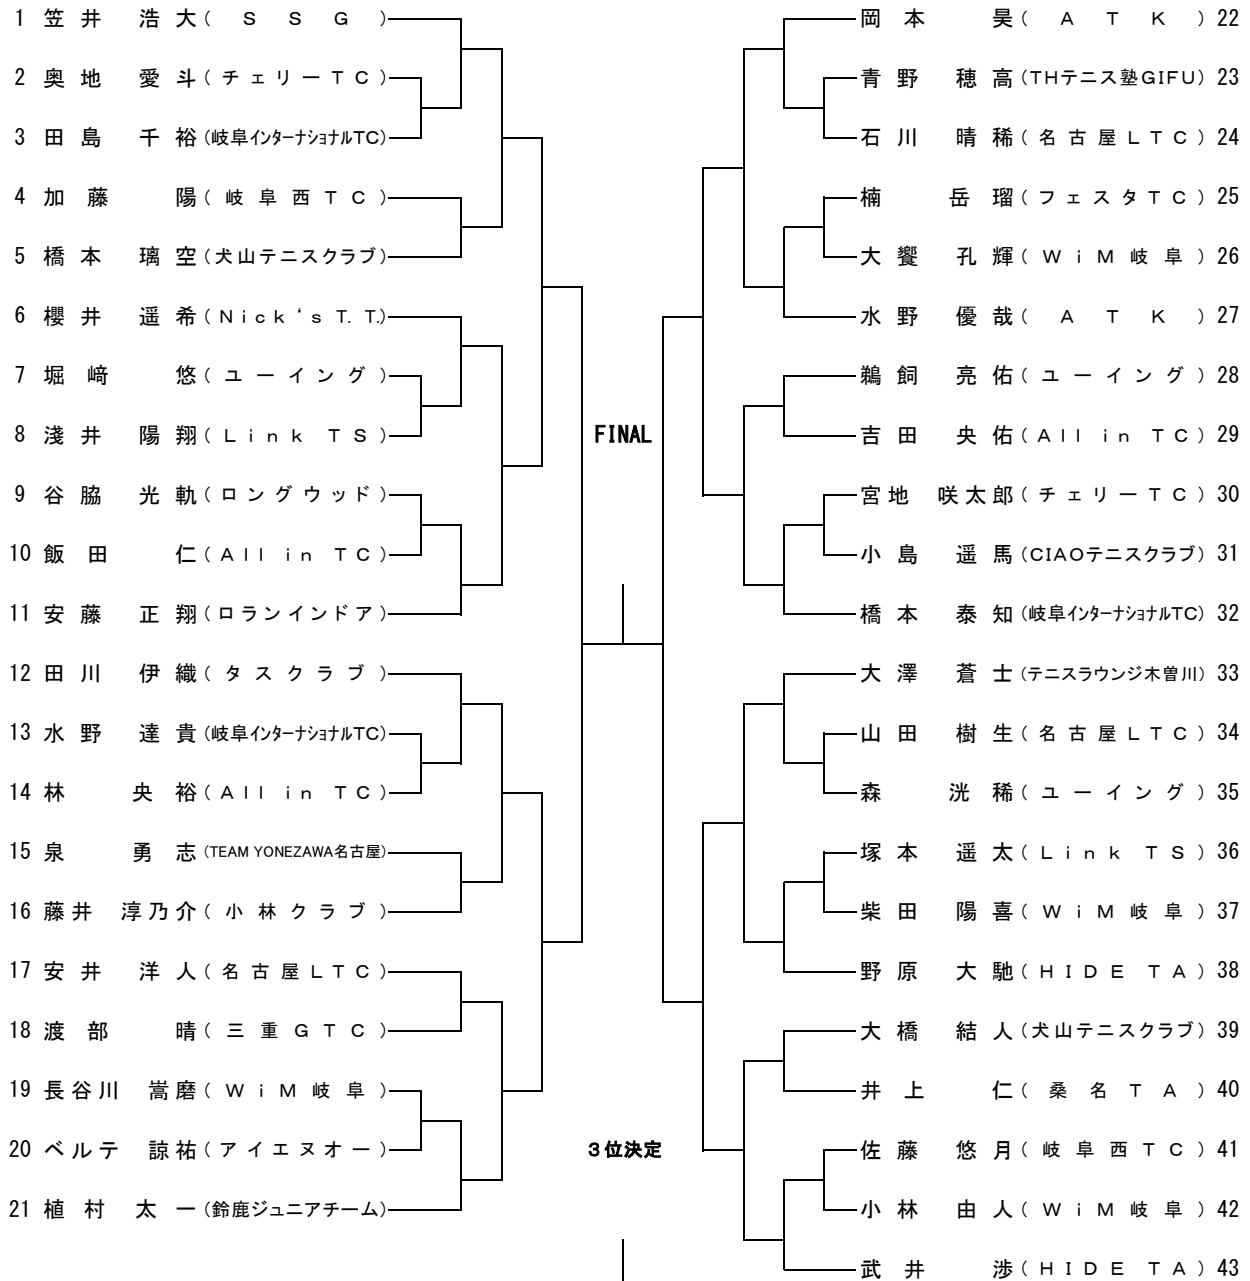 1 笠井 浩大 (SSG)
2 奥地 愛斗 (チェリーTC)
3 田島 千裕 (岐阜インターナショナルTC)
4 加藤 陽 (岐阜西TC)
5 橋本 璃空 (犬山テニスクラブ)
6 櫻井 遥希 (Nick‘s T.T.)
7 堀﨑 悠 (ユーイング)
8 淺井 陽翔 (Link TS)
FINAL
9 谷脇 光軌 (ロングウッド)
10 飯田 仁 (All in TC)
11 安藤 正翔 (ロランインドア)
12 田川 伊織 (タスクラブ)
13 水野 達貴 (岐阜インターナショナルTC)
14 林 央裕 (All in TC)
15 泉 勇志 (TEAM YONEZAWA名古屋)
16 藤井 淳乃介 (小林クラブ)
17 安井 洋人 (名古屋LTC)
18 渡部 晴 (三重GTC)
19 長谷川 嵩磨 (WiM岐阜)
20 ベルテ 諒祐 (アイエヌオー)
3位決定
21 植村 太一 (鈴鹿ジュニアチーム)
岡本 昊 (ATK) 22
青野 穂高 (THテニス塾GIFU) 23
石川 晴稀 (名古屋LTC) 24
楠 岳瑠 (フェスタTC) 25
大饗 孔輝 (WiM岐阜) 26
水野 優哉 (ATK) 27
鵜飼 亮佑 (ユーイング) 28
吉田 央佑 (All in TC) 29
宮地 咲太郎 (チェリーTC) 30
小島 遥馬 (CIAOテニスクラブ) 31
橋本 泰知 (岐阜インターナショナルTC) 32
大澤 蒼士 (テニスラウンジ木曽川) 33
山田 樹生 (名古屋LTC) 34
森 洸稀 (ユーイング) 35
塚本 遥太 (Link TS) 36
柴田 陽喜 (WiM岐阜) 37
野原 大馳 (HIDE TA) 38
大橋 結人 (犬山テニスクラブ) 39
井上 仁 (桑名TA) 40
佐藤 悠月 (岐阜西TC) 41
小林 由人 (WiM岐阜) 42
武井 渉 (HIDE TA) 43